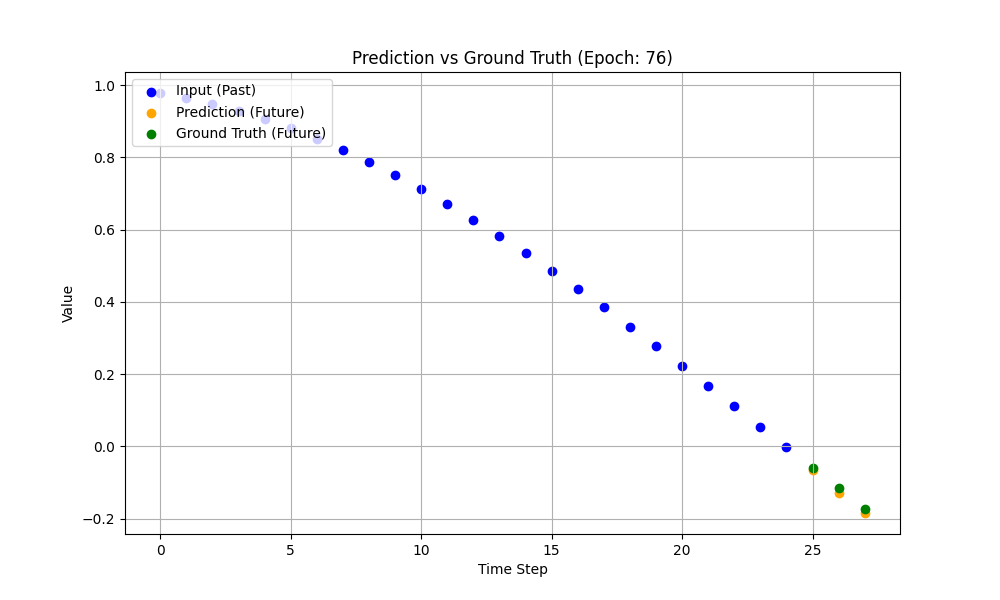 Prediction vs Ground Truth (Epoch: 76)
Input (Past)
Prediction (Future)
Ground Truth (Future)
Value
1.0
0.8
0.6
0.4
0.2
0.0
−0.2
0 5 10 15 20 25
Time Step